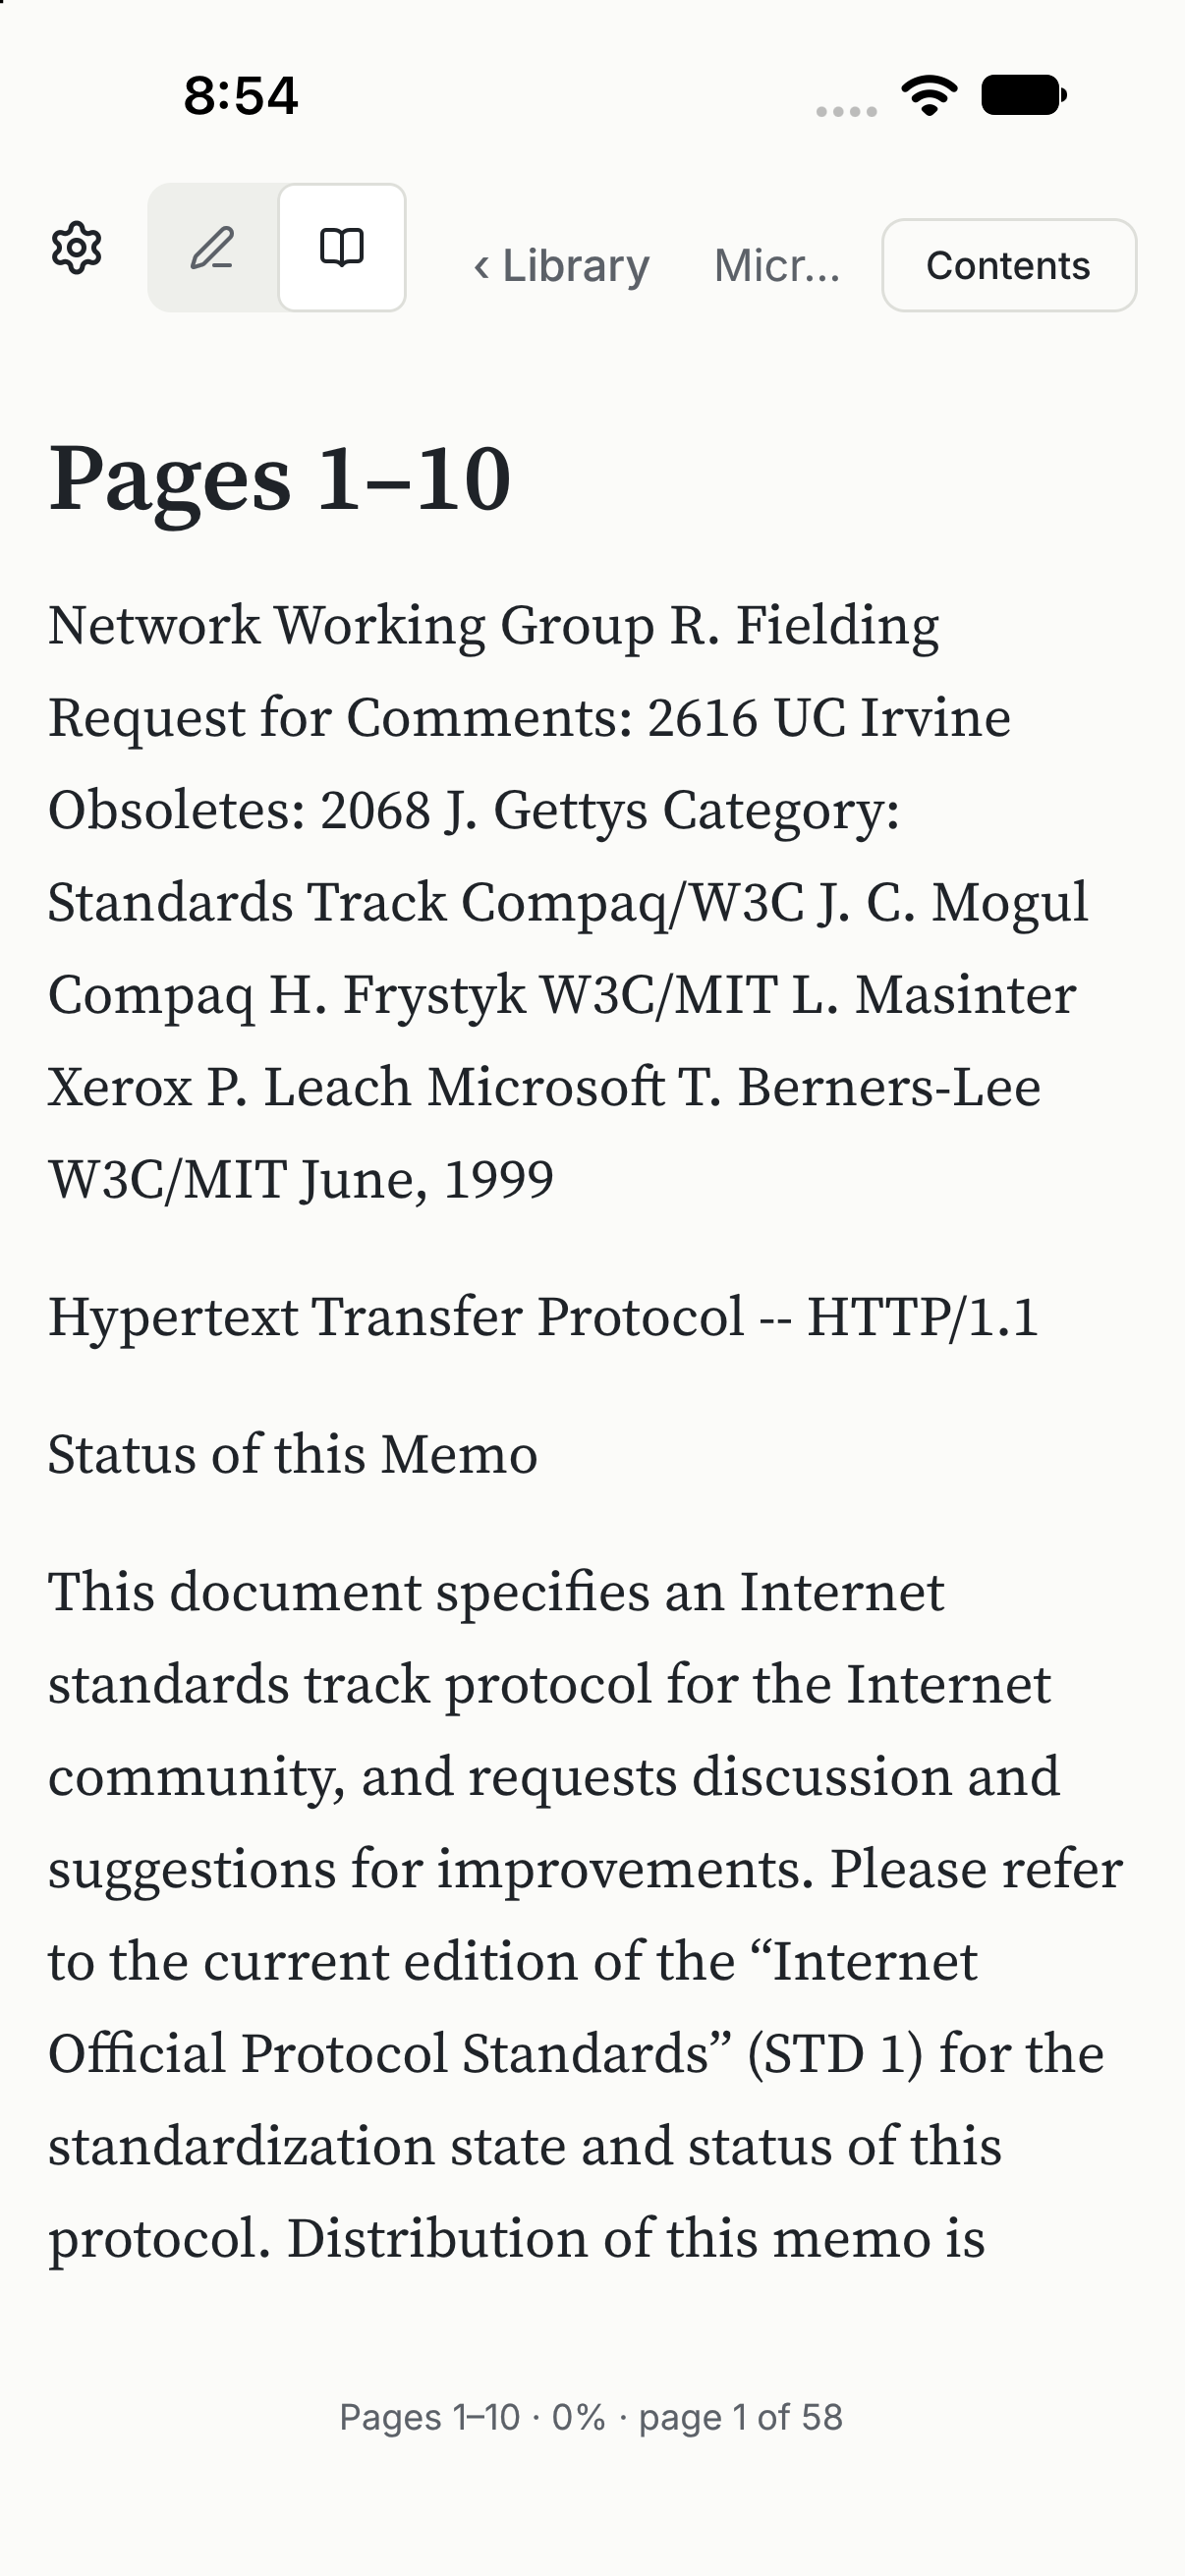 8:54
‹ Library Micr... Contents
Pages 1–10
Network Working Group R. Fielding
Request for Comments: 2616 UC Irvine
Obsoletes: 2068 J. Gettys Category:
Standards Track Compaq/W3C J. C. Mogul
Compaq H. Frystyk W3C/MIT L. Masinter
Xerox P. Leach Microsoft T. Berners-Lee
W3C/MIT June, 1999
Hypertext Transfer Protocol -- HTTP/1.1
Status of this Memo
This document specifies an Internet
standards track protocol for the Internet
community, and requests discussion and
suggestions for improvements. Please refer
to the current edition of the “Internet
Official Protocol Standards” (STD 1) for the
standardization state and status of this
protocol. Distribution of this memo is
Pages 1–10 · 0% · page 1 of 58